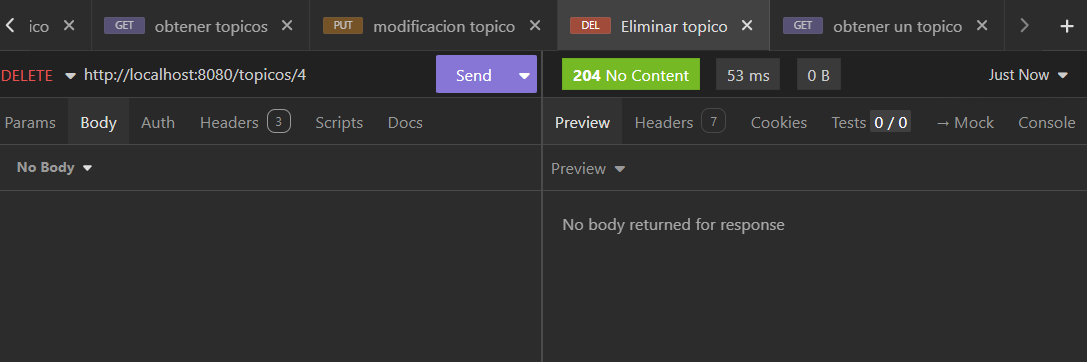 ico GET obtener topicos PUT modificacion topico DEL Eliminar topico GET obtener un topico
DELETE http://localhost:8080/topicos/4 Send 204 No Content 53 ms 0 B Just Now
Params Body Auth Headers 3 Scripts Docs Preview Headers 7 Cookies Tests 0 / 0 → Mock Console
No Body Preview
No body returned for response